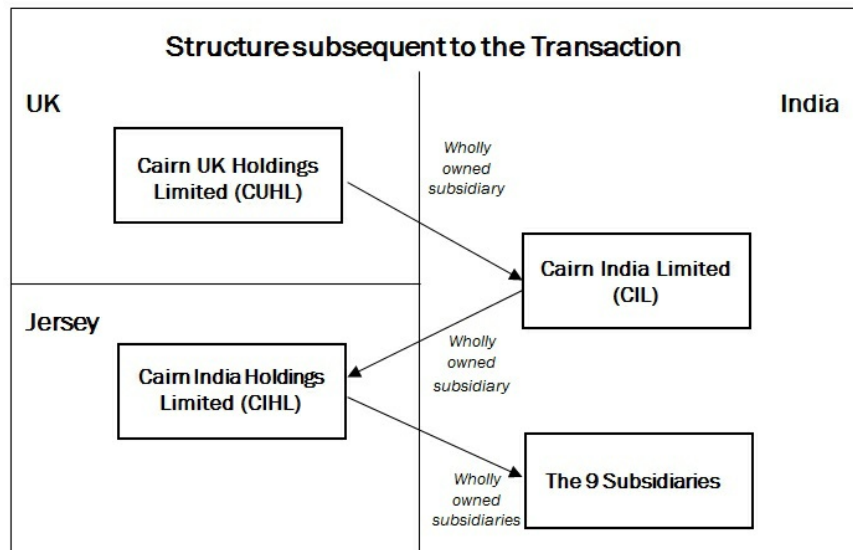 Structure subsequent to the Transaction
UK
India
Cairn UK Holdings
Limited (CUHL)
Wholly
owned
subsidiary
Cairn India Limited
(CIL)
Jersey
Cairn India Holdings
Limited (CIHL)
Wholly
owned
subsidiary
The 9 Subsidiaries
Wholly
owned
subsidiaries